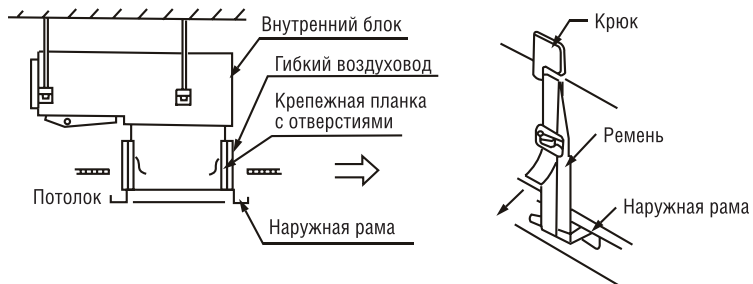 Внутренний блок
Гибкий воздуховод
Крепежная планка
с отверстиями
Потолок
Наружная рама
Крюк
Ремень
Наружная рама